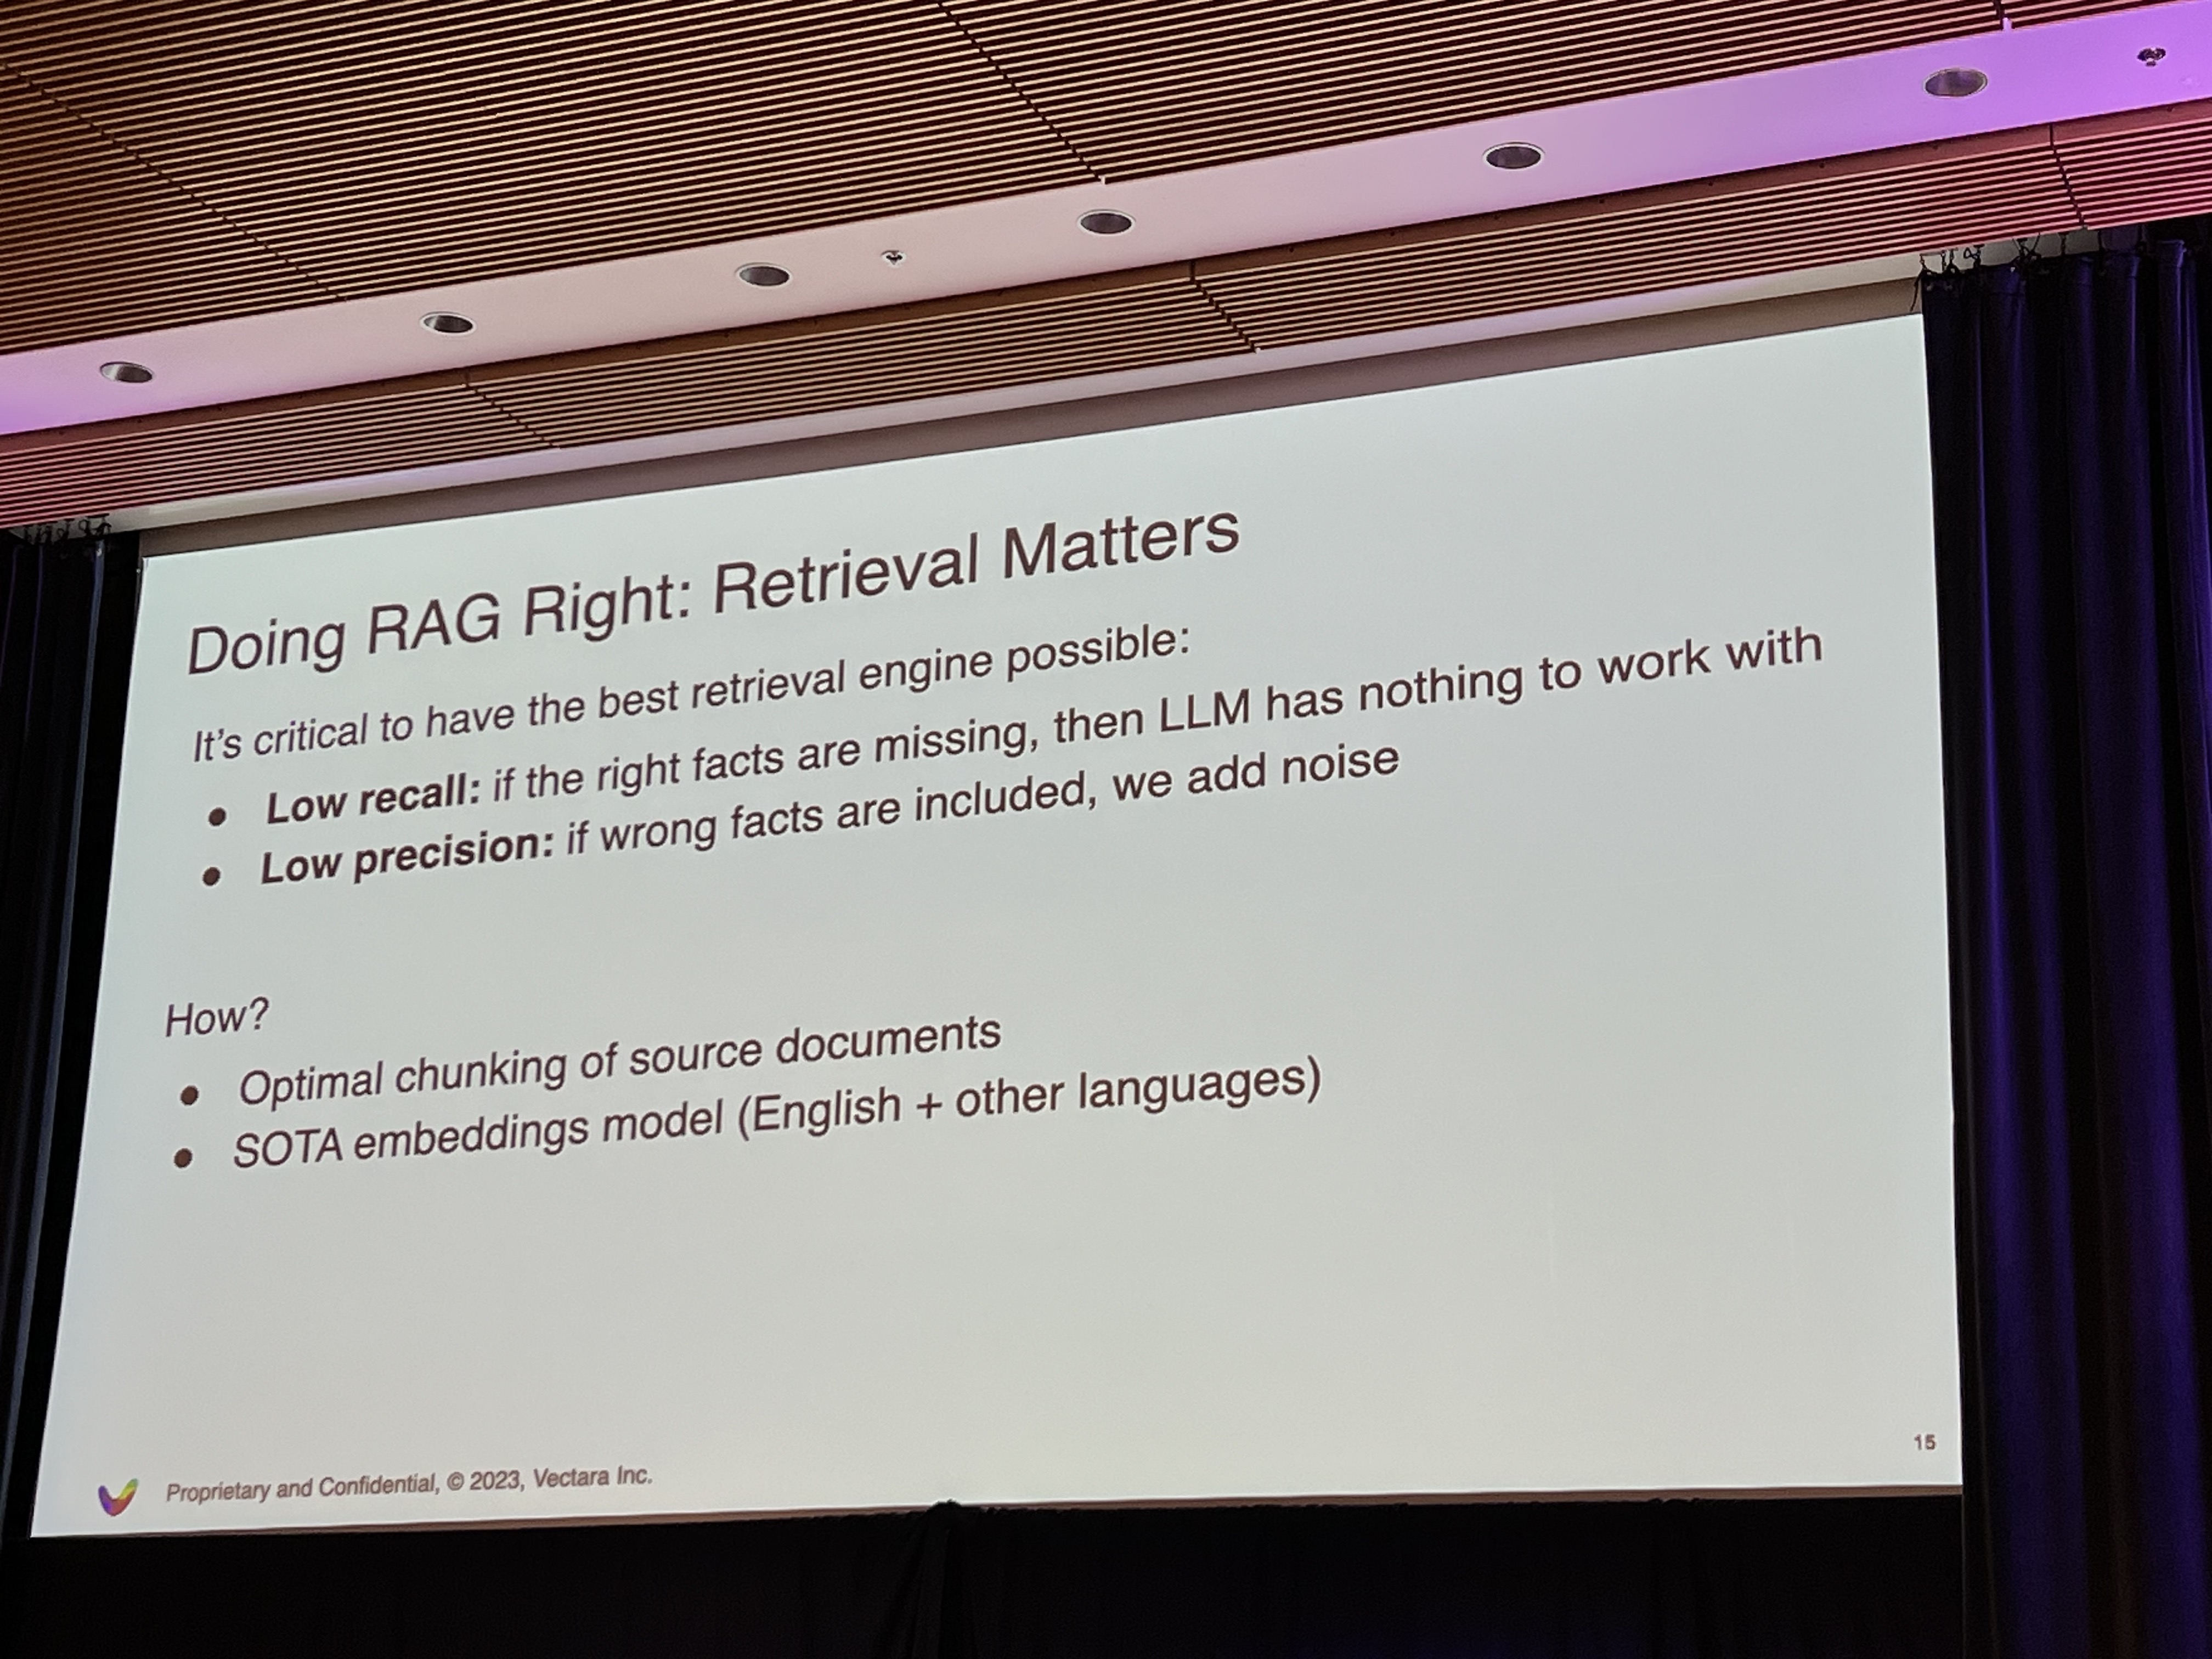 Doing RAG Right: Retrieval Matters
It's critical to have the best retrieval engine possible:
● Low recall: if the right facts are missing, then LLM has nothing to work with
● Low precision: if wrong facts are included, we add noise
How?
● Optimal chunking of source documents
● SOTA embeddings model (English + other languages)
15
Proprietary and Confidential, © 2023, Vectara Inc.